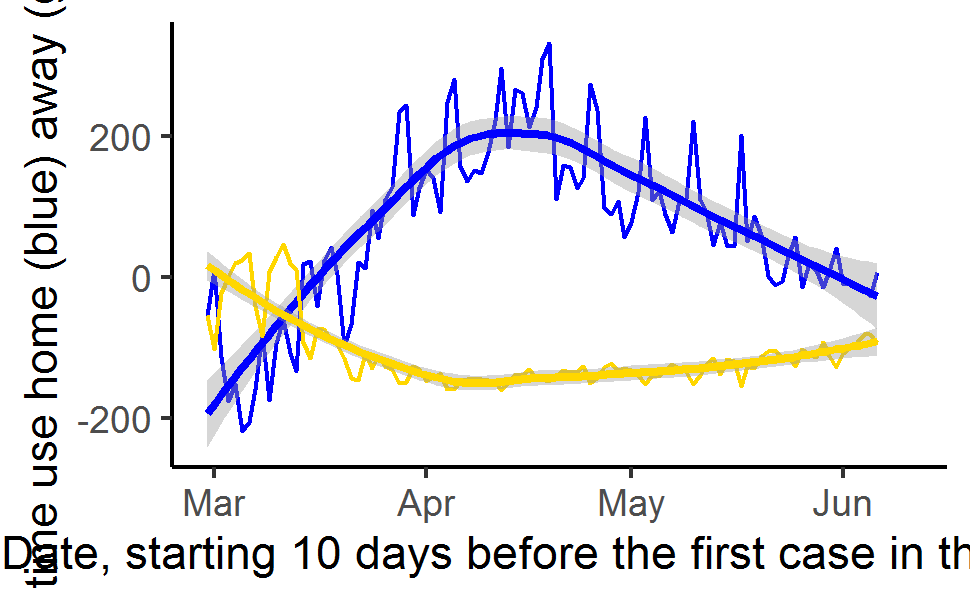 time use home (blue) away (g
200
0
-200
Mar Apr May Jun
Date, starting 10 days before the first case in th